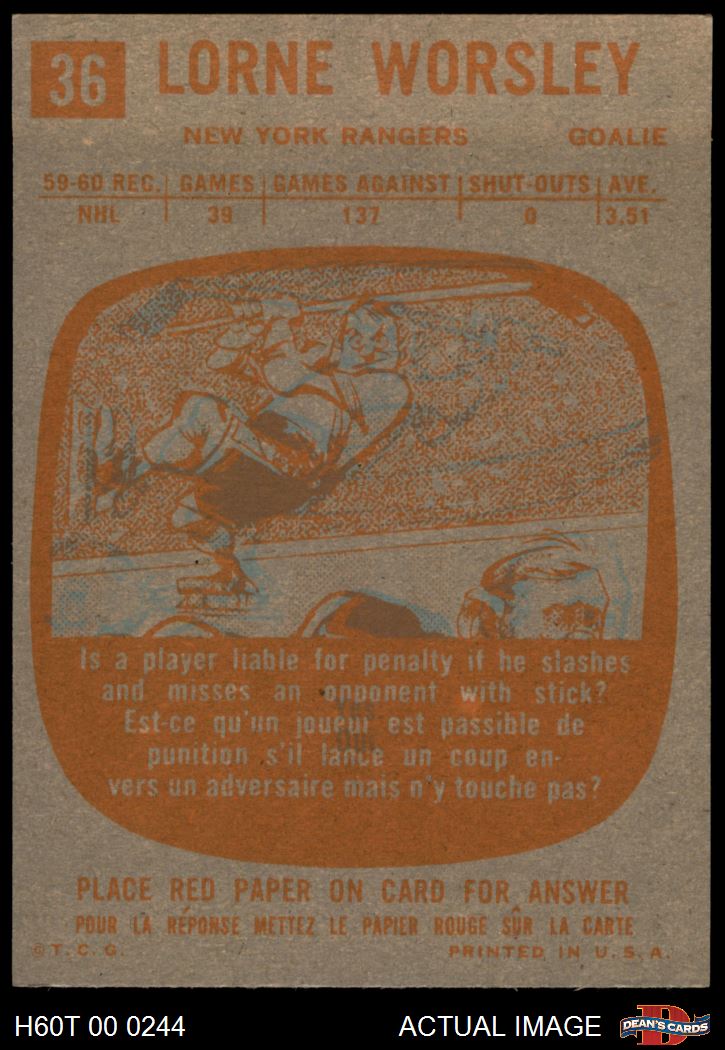 36 LORNE WORSLEY
NEW YORK RANGERS GOALIE
59-60 REC. GAMES GAMES AGAINST SHUT-OUTS AVE.
NHL 39 137 0 3.51
Is a player liable for penalty if he slashes
and misses an opponent with stick?
Est-ce qu'un joueur est passible de
punition s'il lance un coup en-
vers un adversaire mais n'y touche pas?
PLACE RED PAPER ON CARD FOR ANSWER
POUR LA RÉPONSE METTEZ LE PAPIER ROUGE SÛR LA CARTE
© T. C. G. PRINTED IN U. S. A.
H60T 00 0244 ACTUAL IMAGE DEAN'S CARDS